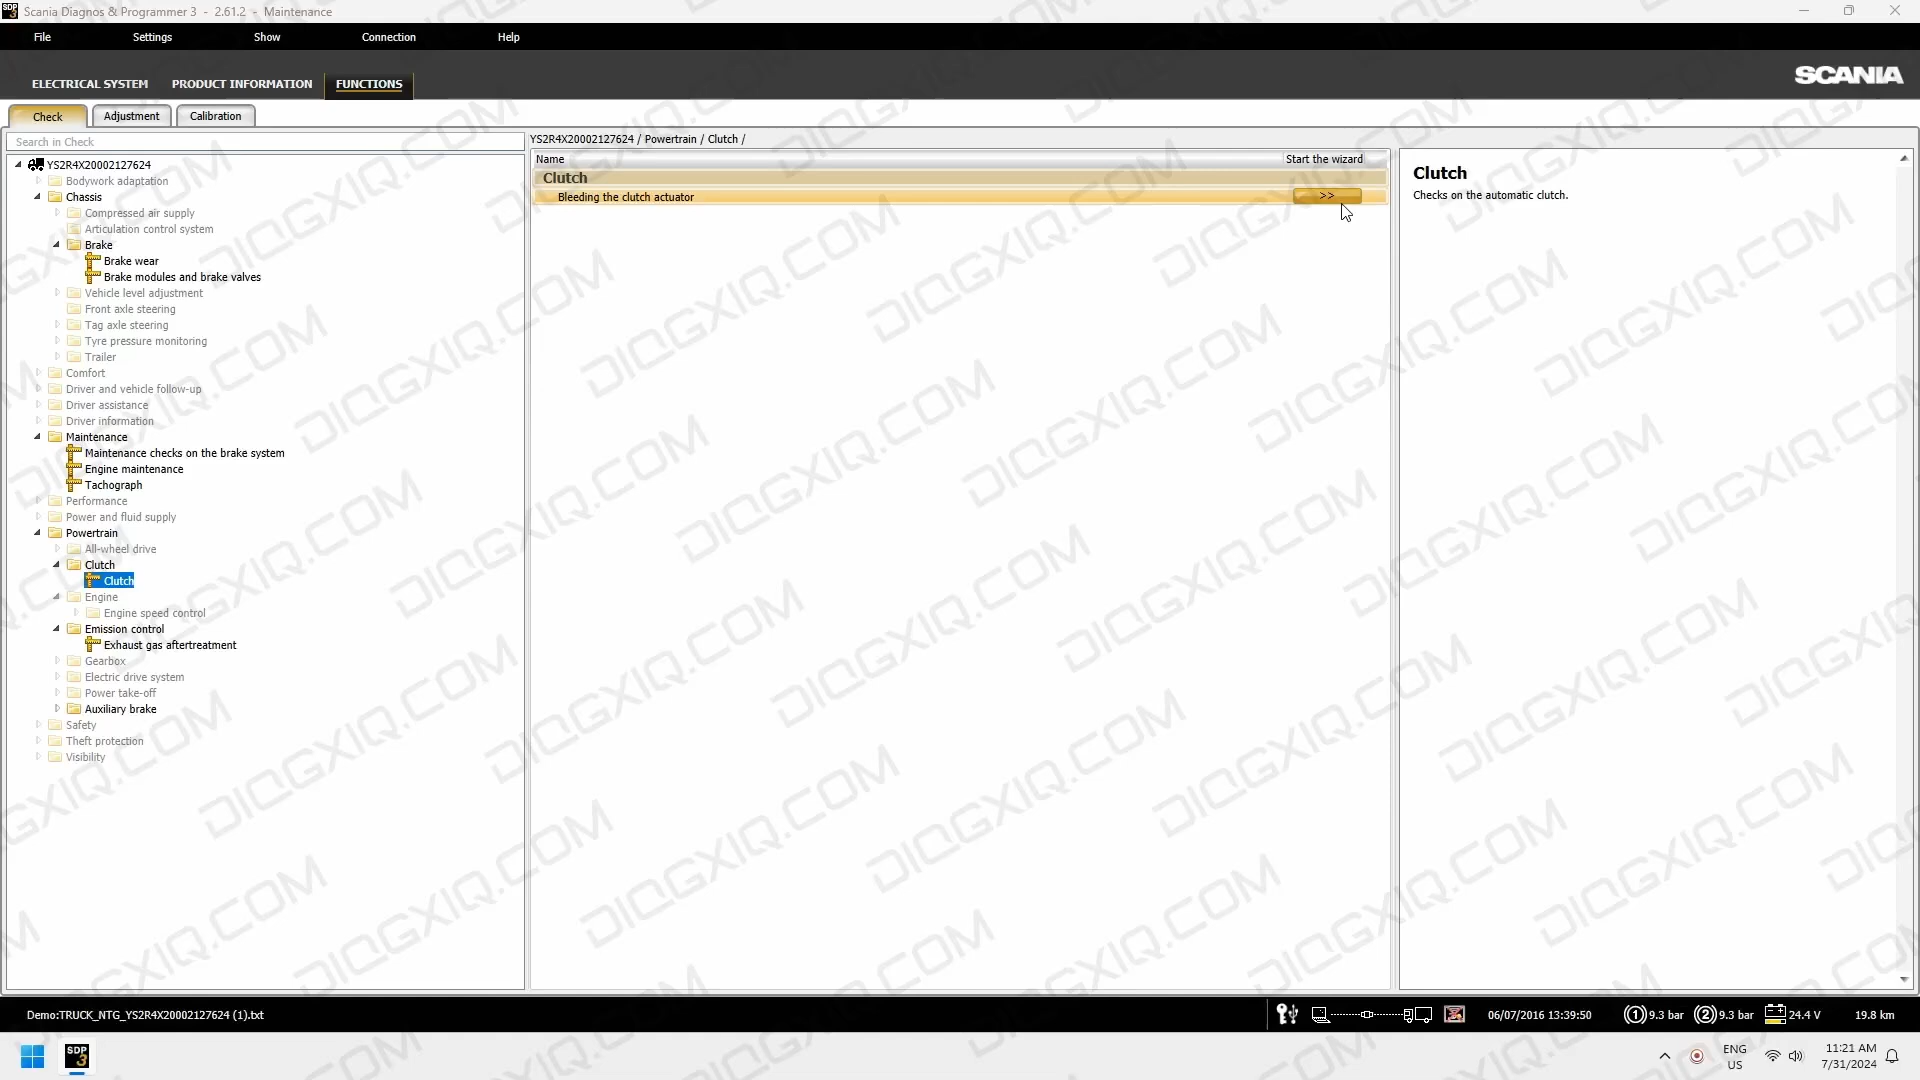 SDP 3
Scania Diagnos & Programmer 3 - 2.61.2 - Maintenance
File Settings Show Connection Help
ELECTRICAL SYSTEM PRODUCT INFORMATION FUNCTIONS
SCANIA
Check Adjustment Calibration
Search in Check
YS2R4X20002127624
Bodywork adaptation
Chassis
Compressed air supply
Articulation control system
Brake
Brake wear
Brake modules and brake valves
Vehicle level adjustment
Front axle steering
Tag axle steering
Tyre pressure monitoring
Trailer
Comfort
Driver and vehicle follow-up
Driver assistance
Driver information
Maintenance
Maintenance checks on the brake system
Engine maintenance
Tachograph
Performance
Power and fluid supply
Powertrain
All-wheel drive
Clutch
Clutch
Engine
Engine speed control
Emission control
Exhaust gas aftertreatment
Gearbox
Electric drive system
Power take-off
Auxiliary brake
Safety
Theft protection
Visibility
YS2R4X20002127624 / Powertrain / Clutch /
Name Start the wizard
Clutch
Bleeding the clutch actuator >>
Clutch
Checks on the automatic clutch.
DIAGXIA.COM
Demo:TRUCK_NTG_YS2R4X20002127624 (1).txt
06/07/2016 13:39:50 1 9.3 bar 2 9.3 bar 24.4 V 19.8 km
SDP 3
ENG
US
11:21 AM
7/31/2024